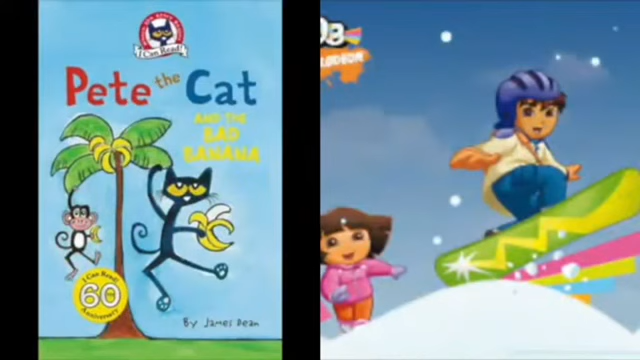 I Can Read!
Pete the Cat
AND THE
BAD
BANANA
I Can Read!
60
Anniversary
By James Dean